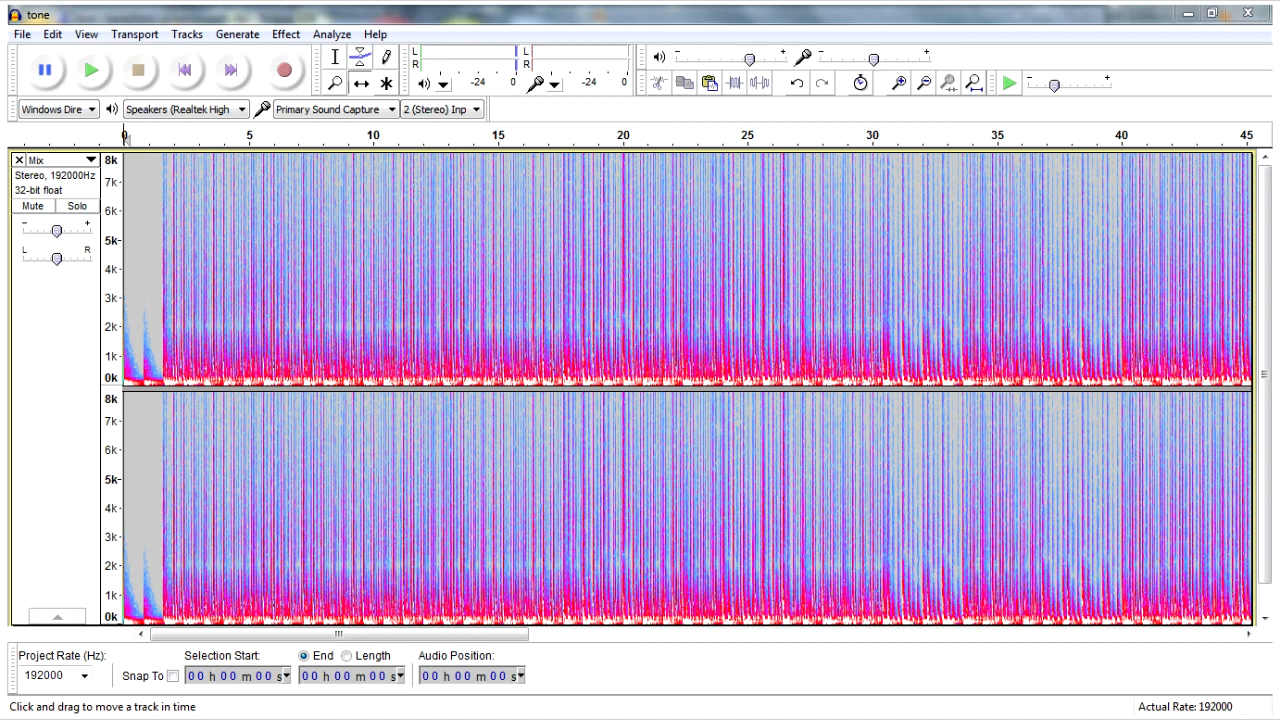 tone
File Edit View Transport Tracks Generate Effect Analyze Help
L
R
-24 0
L
R
-24 0
- +
- +
- +
Windows Dire
Speakers (Realtek High
Primary Sound Capture
2 (Stereo) Inp
0 5 10 15 20 25 30 35 40 45
Mix
Stereo, 192000Hz
32-bit float
Mute Solo
- +
L R
8k
7k
6k
5k
4k
3k
2k
1k
0k
8k
7k
6k
5k
4k
3k
2k
1k
0k
Project Rate (Hz):
192000
Snap To
Selection Start:
00 h 00 m 00 s
End Length
00 h 00 m 00 s
Audio Position:
00 h 00 m 00 s
Click and drag to move a track in time
Actual Rate: 192000